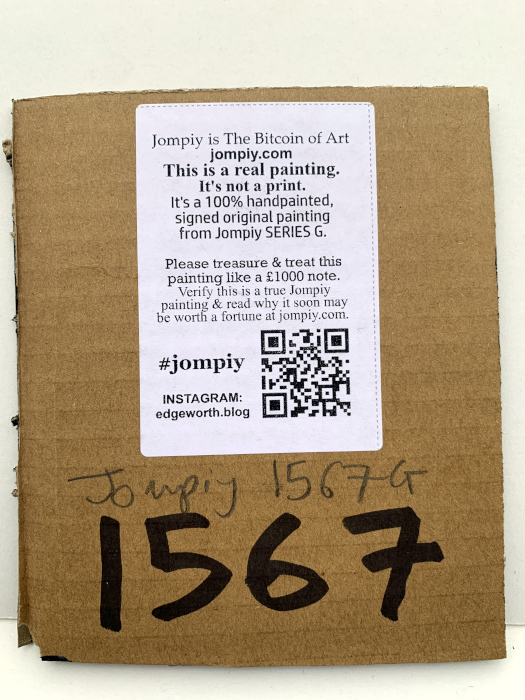 Jompiy is The Bitcoin of Art
jompiy.com
This is a real painting.
It's not a print.
It's a 100% handpainted,
signed original painting
from Jompiy SERIES G.
Please treasure & treat this
painting like a £1000 note.
Verify this is a true Jompiy
painting & read why it soon may
be worth a fortune at jompiy.com.
#jompiy
INSTAGRAM:
edgeworth.blog
Jompiy 1567G
1567